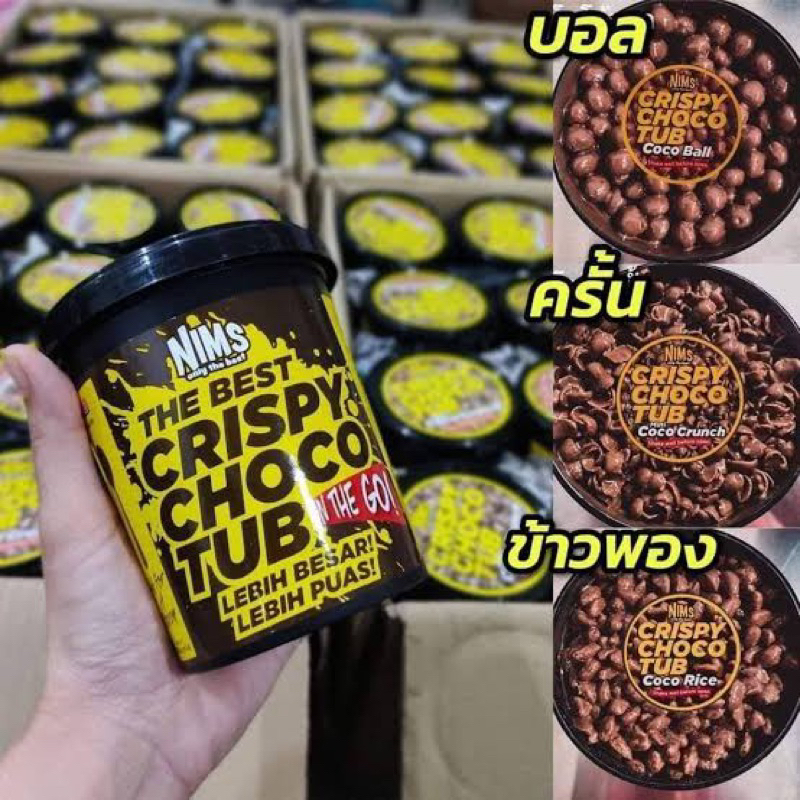 NiMS
only the best
THE BEST
CRISPY
CHOCO
TUB
THE GO!
LEBIH BESAR!
LEBIH PUAS!
บอล
NiMS
CRISPY
CHOCO
TUB
Coco Ball
ครั้น
NiMS
CRISPY
CHOCO
TUB
Coco Crunch
ข้าวพอง
NiMS
CRISPY
CHOCO
TUB
Coco Rice